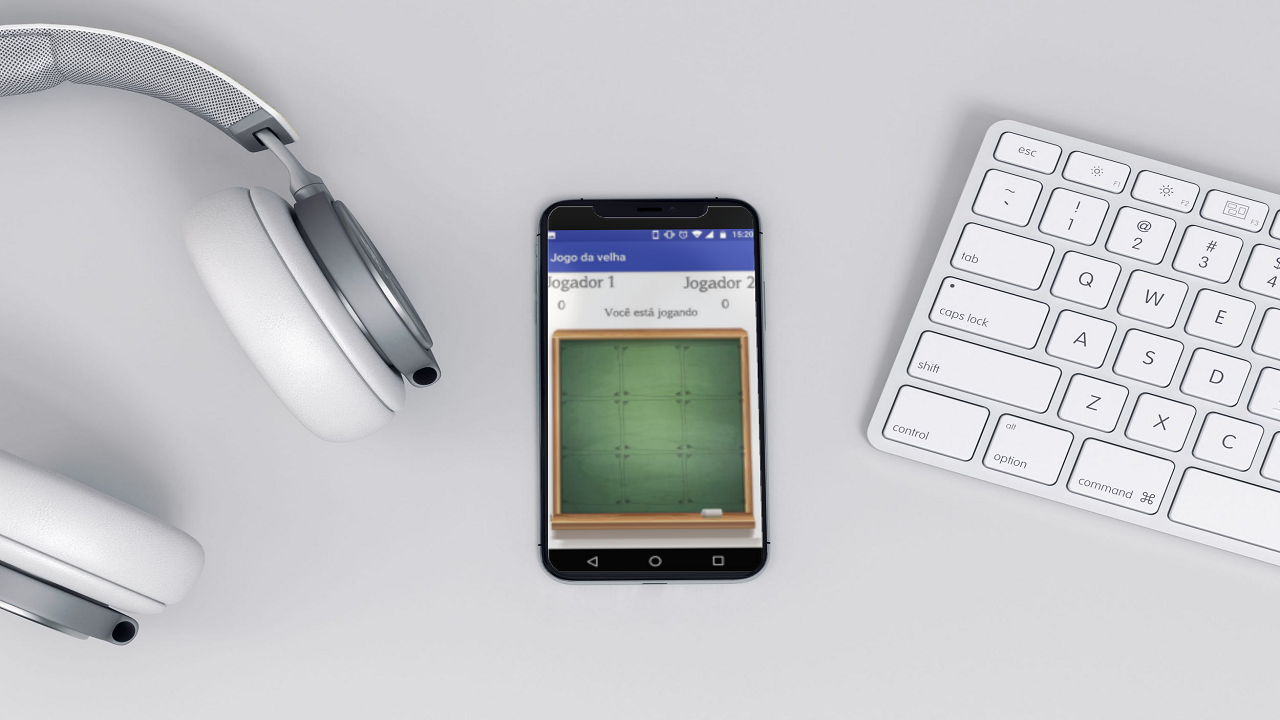 15:20
Jogo da velha
Jogador 1
Jogador 2
0
0
Você está jogando
esc
F1
F2
F3
~
`
!
1
@
2
#
3
$
4
tab
Q
W
E
caps lock
A
S
D
shift
Z
X
C
control
alt
option
command ⌘